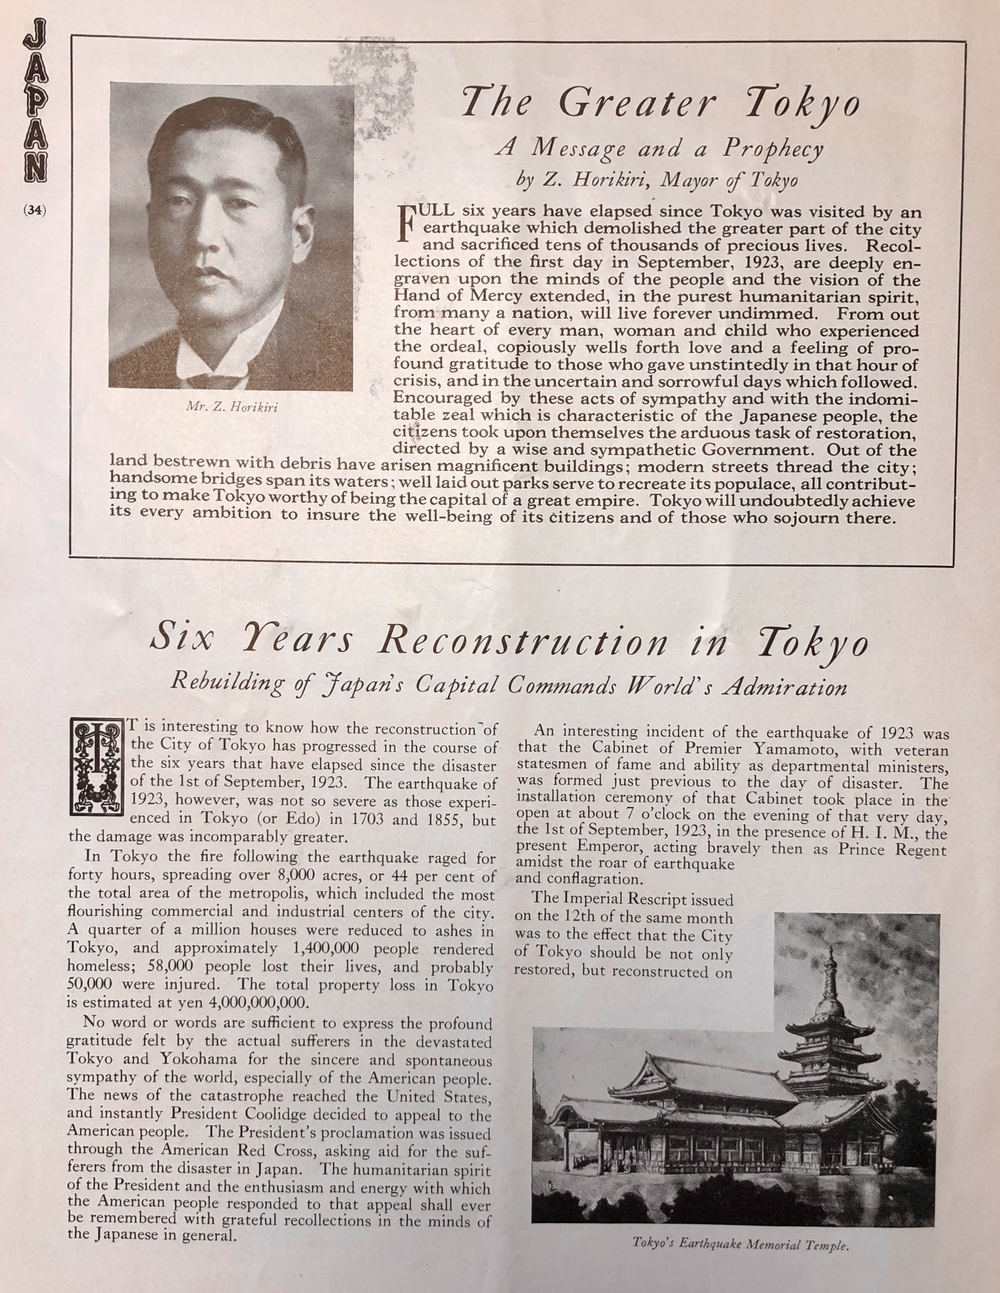 JAPAN
(34)
The Greater Tokyo
A Message and a Prophecy
by Z. Horikiri, Mayor of Tokyo
Mr. Z. Horikiri
FULL six years have elapsed since Tokyo was visited by an
earthquake which demolished the greater part of the city
and sacrificed tens of thousands of precious lives. Recol-
lections of the first day in September, 1923, are deeply en-
graven upon the minds of the people and the vision of the
Hand of Mercy extended, in the purest humanitarian spirit,
from many a nation, will live forever undimmed. From out
the heart of every man, woman and child who experienced
the ordeal, copiously wells forth love and a feeling of pro-
found gratitude to those who gave unstintedly in that hour of
crisis, and in the uncertain and sorrowful days which followed.
Encouraged by these acts of sympathy and with the indomi-
table zeal which is characteristic of the Japanese people, the
citizens took upon themselves the arduous task of restoration,
directed by a wise and sympathetic Government. Out of the
land bestrewn with debris have arisen magnificent buildings; modern streets thread the city;
handsome bridges span its waters; well laid out parks serve to recreate its populace, all contribut-
ing to make Tokyo worthy of being the capital of a great empire. Tokyo will undoubtedly achieve
its every ambition to insure the well-being of its citizens and of those who sojourn there.
Six Years Reconstruction in Tokyo
Rebuilding of Japan's Capital Commands World's Admiration
IT is interesting to know how the reconstruction of
the City of Tokyo has progressed in the course of
the six years that have elapsed since the disaster
of the 1st of September, 1923. The earthquake of
1923, however, was not so severe as those experi-
enced in Tokyo (or Edo) in 1703 and 1855, but
the damage was incomparably greater.
In Tokyo the fire following the earthquake raged for
forty hours, spreading over 8,000 acres, or 44 per cent of
the total area of the metropolis, which included the most
flourishing commercial and industrial centers of the city.
A quarter of a million houses were reduced to ashes in
Tokyo, and approximately 1,400,000 people rendered
homeless; 58,000 people lost their lives, and probably
50,000 were injured. The total property loss in Tokyo
is estimated at yen 4,000,000,000.
No word or words are sufficient to express the profound
gratitude felt by the actual sufferers in the devastated
Tokyo and Yokohama for the sincere and spontaneous
sympathy of the world, especially of the American people.
The news of the catastrophe reached the United States,
and instantly President Coolidge decided to appeal to the
American people. The President's proclamation was issued
through the American Red Cross, asking aid for the suf-
ferers from the disaster in Japan. The humanitarian spirit
of the President and the enthusiasm and energy with which
the American people responded to that appeal shall ever
be remembered with grateful recollections in the minds of
the Japanese in general.
An interesting incident of the earthquake of 1923 was
that the Cabinet of Premier Yamamoto, with veteran
statesmen of fame and ability as departmental ministers,
was formed just previous to the day of disaster. The
installation ceremony of that Cabinet took place in the
open at about 7 o'clock on the evening of that very day,
the 1st of September, 1923, in the presence of H. I. M., the
present Emperor, acting bravely then as Prince Regent
amidst the roar of earthquake
and conflagration.
The Imperial Rescript issued
on the 12th of the same month
was to the effect that the City
of Tokyo should be not only
restored, but reconstructed on
Tokyo's Earthquake Memorial Temple.